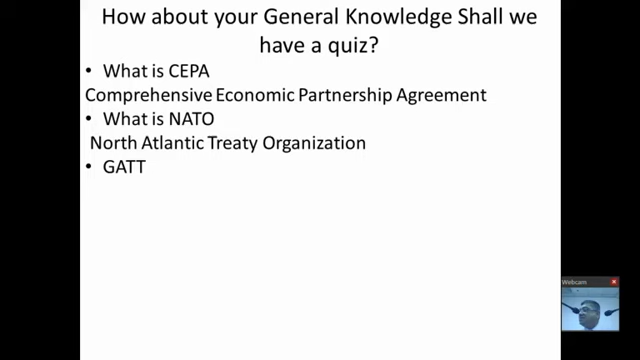 How about your General Knowledge Shall we
have a quiz?
• What is CEPA
Comprehensive Economic Partnership Agreement
• What is NATO
North Atlantic Treaty Organization
• GATT
Webcam